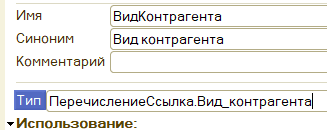 Имя ВидКонтрагента
Синоним Вид контрагента
Комментарий
Тип ПеречислениеСсылка.Вид_контрагента
Использование: